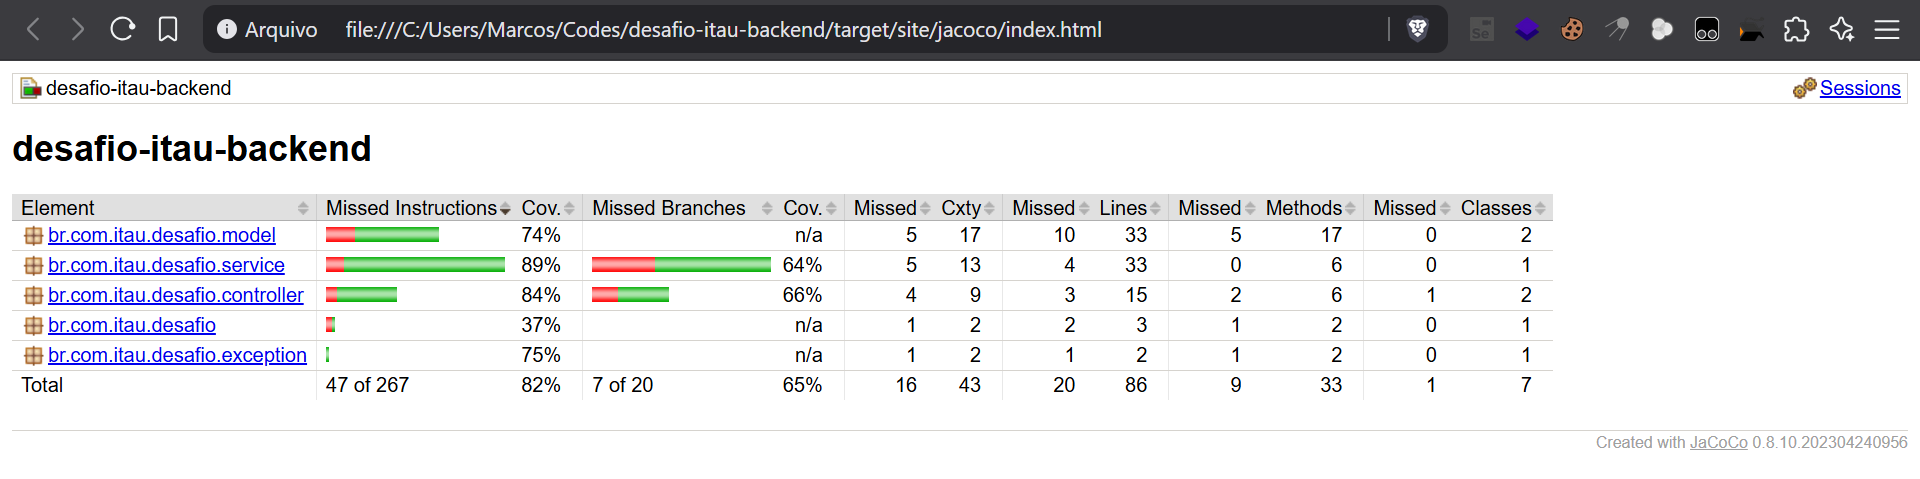 Arquivo file:///C:/Users/Marcos/Codes/desafio-itau-backend/target/site/jacoco/index.html
desafio-itau-backend Sessions
desafio-itau-backend
Element Missed Instructions Cov. Missed Branches Cov. Missed Cxty Missed Lines Missed Methods Missed Classes
br.com.itau.desafio.model 74% n/a 5 17 10 33 5 17 0 2
br.com.itau.desafio.service 89% 64% 5 13 4 33 0 6 0 1
br.com.itau.desafio.controller 84% 66% 4 9 3 15 2 6 1 2
br.com.itau.desafio 37% n/a 1 2 2 3 1 2 0 1
br.com.itau.desafio.exception 75% n/a 1 2 1 2 1 2 0 1
Total 47 of 267 82% 7 of 20 65% 16 43 20 86 9 33 1 7
Created with JaCoCo 0.8.10.202304240956